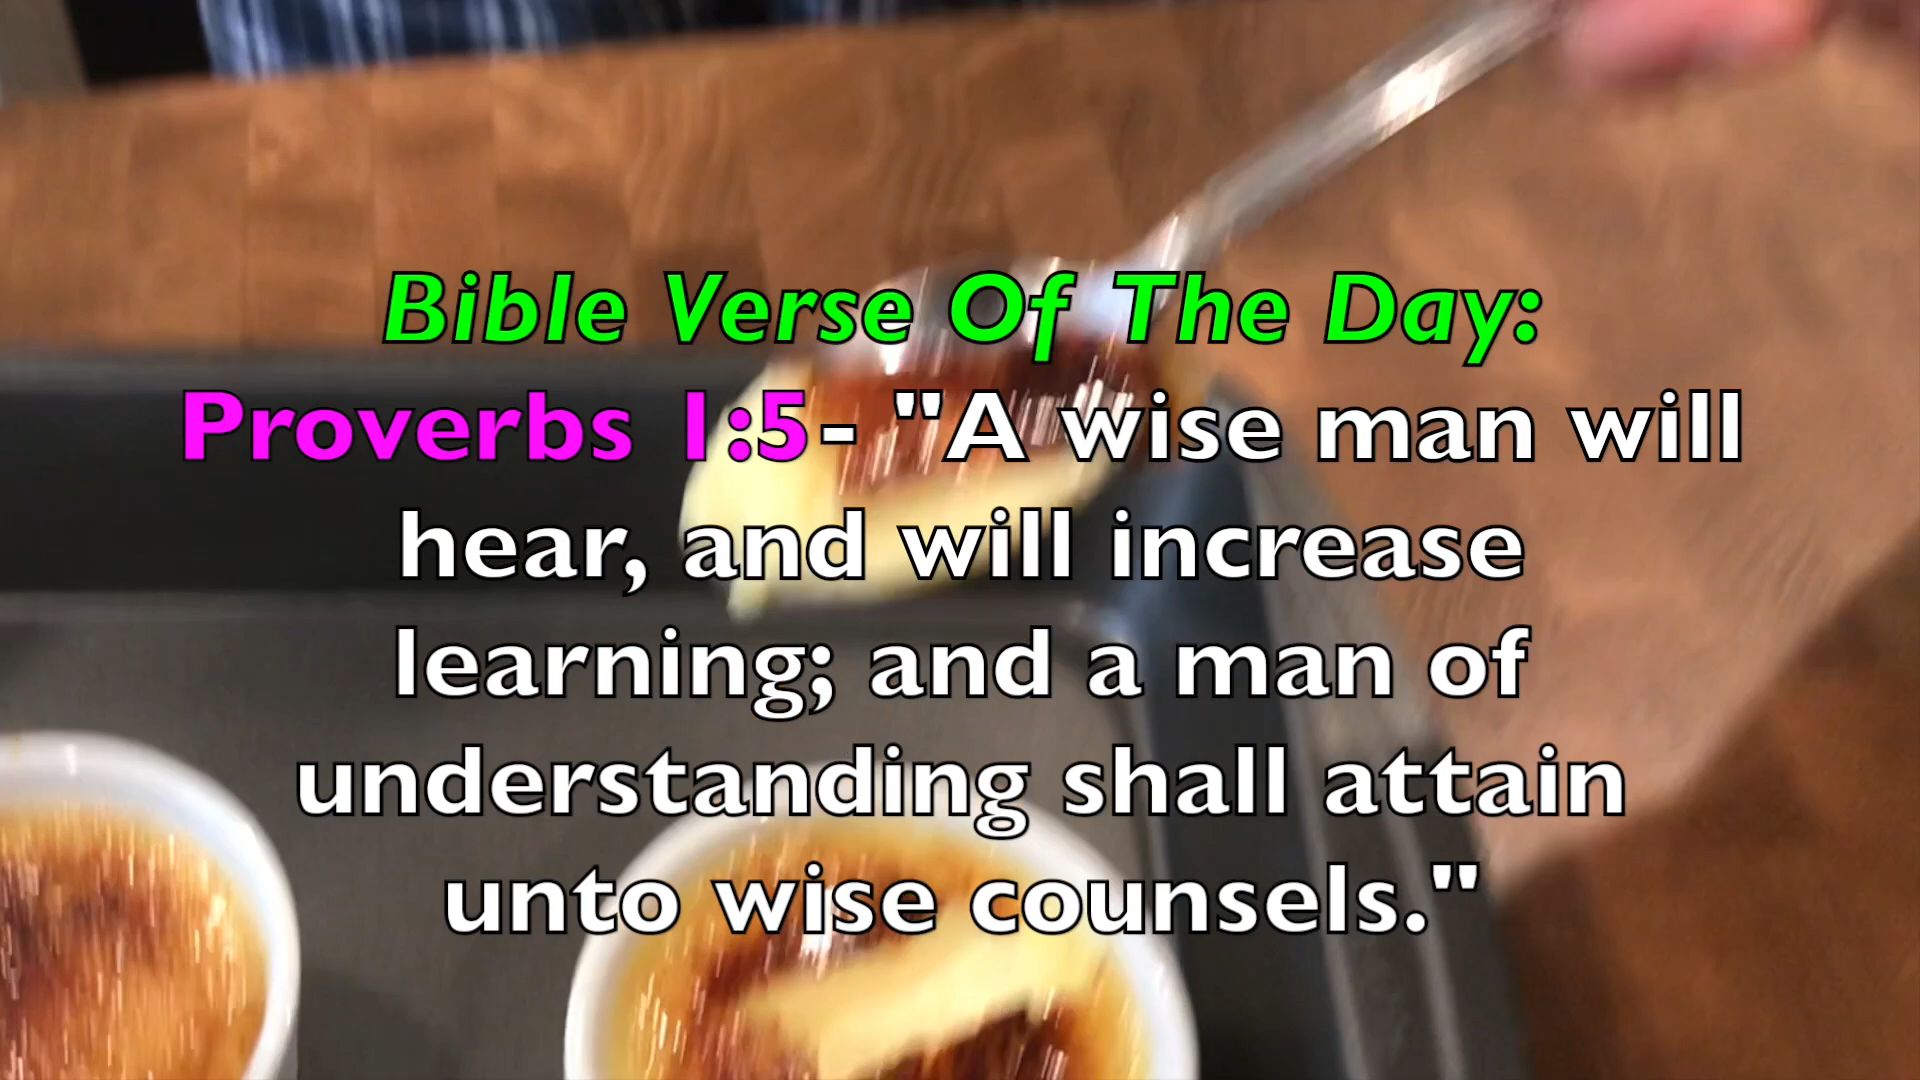 Bible Verse Of The Day:
Proverbs 1:5- "A wise man will
hear, and will increase
learning; and a man of
understanding shall attain
unto wise counsels."